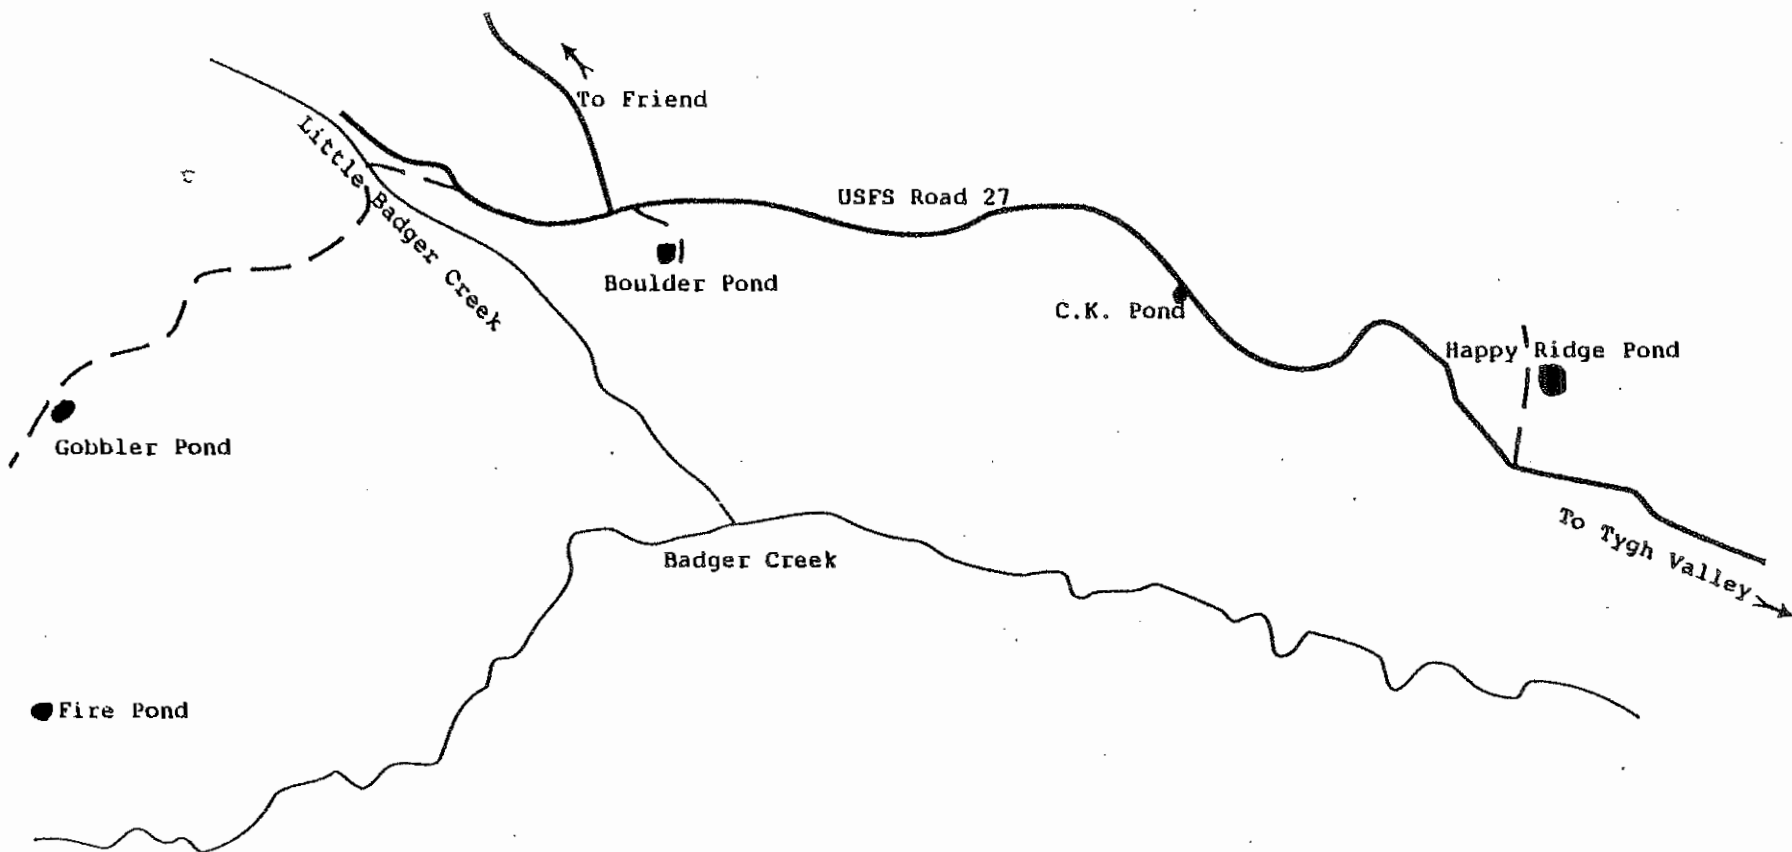 To Friend
Little Badger Creek
USFS Road 27
Boulder Pond
C.K. Pond
Happy Ridge Pond
Gobbler Pond
To Tygh Valley
Badger Creek
Fire Pond